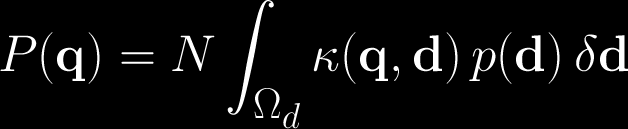 P(𝐪) = N ∫_{Ω_d} κ(𝐪, 𝐝) p(𝐝) δ𝐝